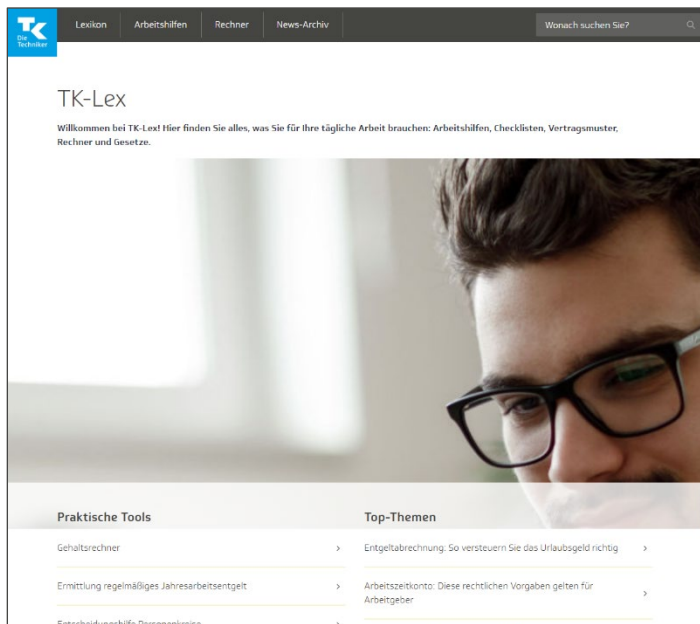 TK
Die
Techniker
Lexikon
Arbeitshilfen
Rechner
News-Archiv
Wonach suchen Sie?
TK-Lex
Willkommen bei TK-Lex! Hier finden Sie alles, was Sie für Ihre tägliche Arbeit brauchen: Arbeitshilfen, Checklisten, Vertragsmuster,
Rechner und Gesetze.
Praktische Tools
Gehaltsrechner
Ermittlung regelmäßiges Jahresarbeitsentgelt
Entscheidungshilfe Personenkreise
Top-Themen
Entgeltabrechnung: So versteuern Sie das Urlaubsgeld richtig
Arbeitszeitkonto: Diese rechtlichen Vorgaben gelten für
Arbeitgeber